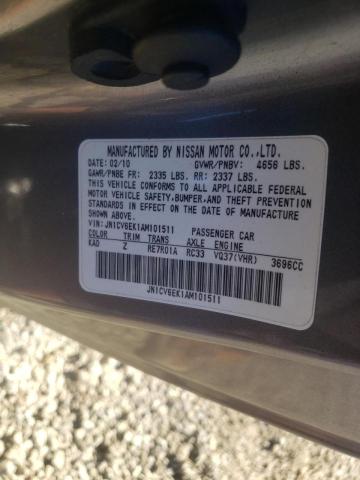 MANUFACTURED BY NISSAN MOTOR CO.,LTD.
DATE: 02/10 GVWR/PNBV: 4656 LBS.
GAWR/PNBE FR: 2335 LBS. RR: 2337 LBS.
THIS VEHICLE CONFORMS TO ALL APPLICABLE FEDERAL
MOTOR VEHICLE SAFETY,BUMPER,AND THEFT PREVENTION
STANDARDS IN EFFECT ON THE DATE OF MANUFACTURE
SHOWN ABOVE.
VIN: JN1CV6EK1AM101511 PASSENGER CAR
COLOR TRIM TRANS AXLE ENGINE
KAD Z RE7R01A RC33 VQ37(VHR) 3696CC
JN1CV6EK1AM101511